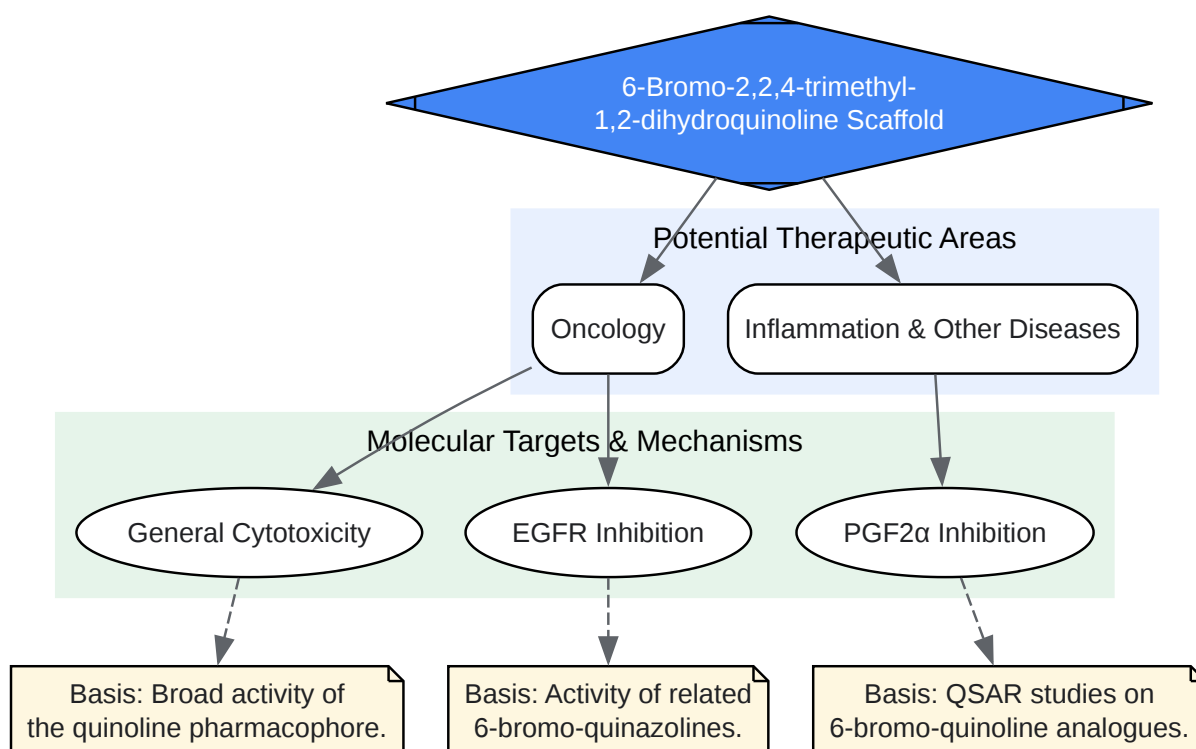 6-Bromo-2,2,4-trimethyl-
1,2-dihydroquinoline Scaffold
Potential Therapeutic Areas
Oncology
Inflammation & Other Diseases
Molecular Targets & Mechanisms
General Cytotoxicity
EGFR Inhibition
PGF2α Inhibition
Basis: Broad activity of
the quinoline pharmacophore.
Basis: Activity of related
6-bromo-quinazolines.
Basis: QSAR studies on
6-bromo-quinoline analogues.